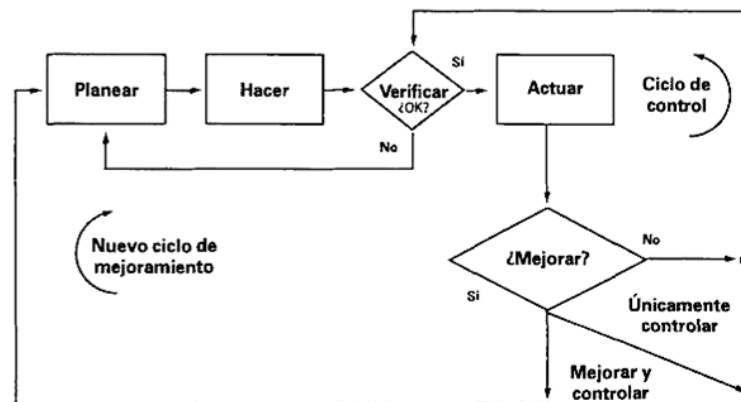 Planear
Hacer
Verificar
¿OK?
Sí
No
Actuar
Ciclo de
control
Nuevo ciclo de
mejoramiento
¿Mejorar?
No
Si
Únicamente
controlar
Mejorar y
controlar